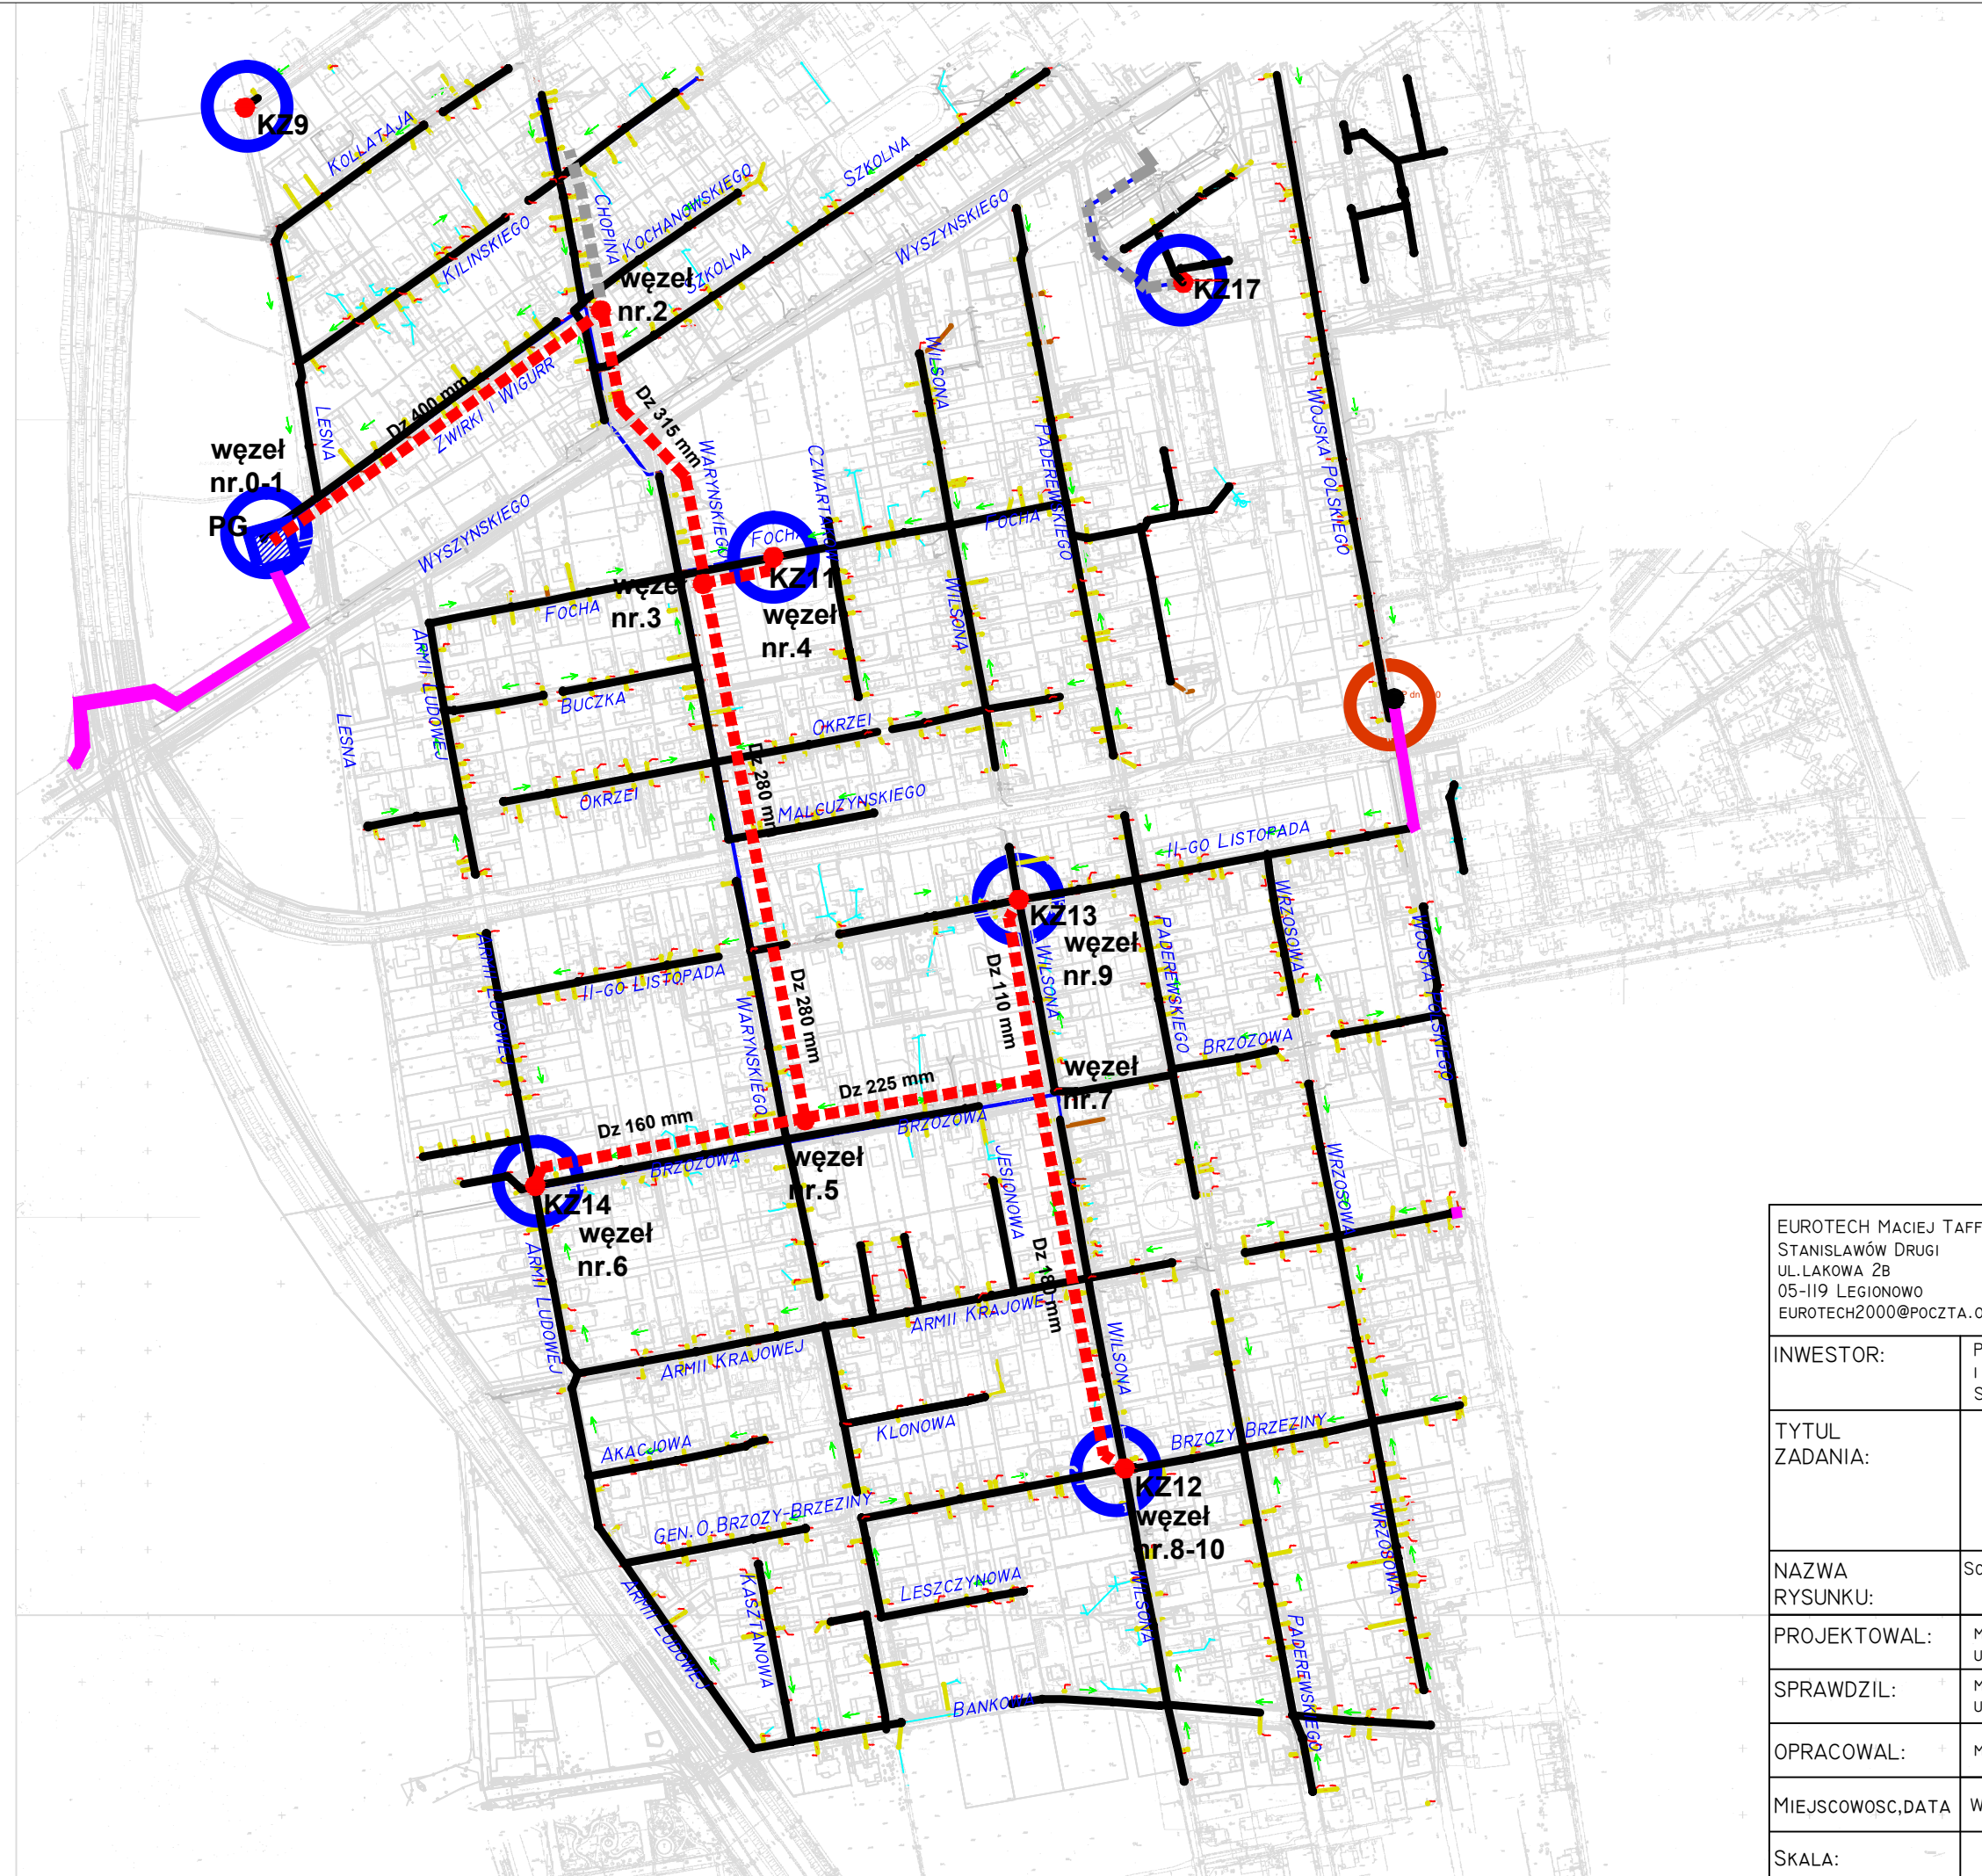 KZ9
KOLLATAJA
KILINSKIEGO
CHOPINA
KOCHANOWSKIEGO
SZKOLNA
SZKOLNA
WYSZYNSKIEGO
KZ17
węzeł
nr.2
LESNA
Dz 400 mm
ZWIRKI I WIGURR
Dz 315 mm
węzeł
nr.0-1
PG
WYSZYNSKIEGO
WARYNSKIEGO
CZWARTAKOW
WILSONA
PADEREWSKIEGO
WOJSKA POLSKIEGO
FOCHA
FOCHA
KZ11
węzeł
nr.3
węzeł
nr.4
FOCHA
WILSONA
ARMII LUDOWEJ
BUCZKA
LESNA
OKRZEI
OKRZEI
Dz 280 mm
MALCUZYNSKIEGO
II-GO LISTOPADA
KZ13
węzeł
nr.9
WRZOSOWA
PADEREWSKIEGO
WOJSKA POLSKIEGO
ARMII LUDOWEJ
II-GO LISTOPADA
WARYNSKIEGO
Dz 280 mm
Dz 110 mm
WILSONA
BRZOZOWA
węzeł
nr.7
Dz 225 mm
BRZOZOWA
Dz 160 mm
BRZOZOWA
węzeł
nr.5
JESIONOWA
WRZOSOWA
KZ14
węzeł
nr.6
ARMII LUDOWEJ
Dz 180 mm
ARMII KRAJOWEJ
ARMII KRAJOWEJ
WILSONA
KLONOWA
AKACJOWA
BRZOZY BRZEZINY
GEN.O.BRZOZY-BRZEZINY
KZ12
węzeł
nr.8-10
WRZOSOWA
LESZCZYNOWA
KASZTANOWA
ARMII LUDOWEJ
WILSONA
PADEREWSKIEGO
BANKOWA
EUROTECH MACIEJ TAFF
STANISLAWÓW DRUGI
UL.LAKOWA 2B
05-119 LEGIONOWO
EUROTECH2000@POCZTA.O
INWESTOR:
TYTUL
ZADANIA:
NAZWA
RYSUNKU:
PROJEKTOWAL:
SPRAWDZIL:
OPRACOWAL:
MIEJSCOWOSC,DATA
SKALA: